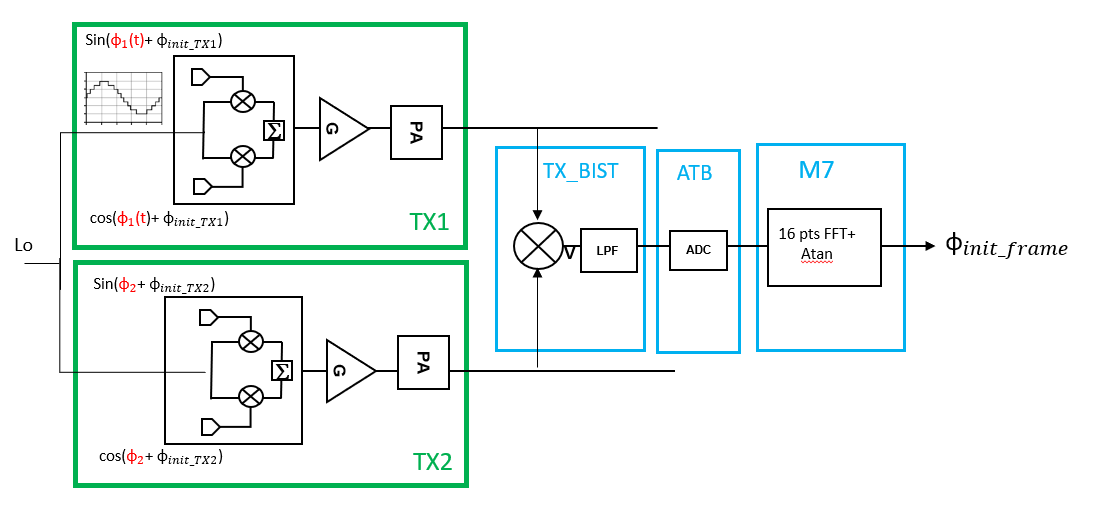 Sin(ϕ₁(t)+ ϕ𝑖𝑛𝑖𝑡_𝑇𝑋1)
Σ
G
PA
cos(ϕ₁(t)+ ϕ𝑖𝑛𝑖𝑡_𝑇𝑋1)
TX1
Lo
Sin(ϕ₂+ ϕ𝑖𝑛𝑖𝑡_𝑇𝑋2)
Σ
G
PA
cos(ϕ₂+ ϕ𝑖𝑛𝑖𝑡_𝑇𝑋2)
TX2
TX_BIST
V
LPF
ATB
ADC
M7
16 pts FFT+
Atan
ϕ𝑖𝑛𝑖𝑡_𝑓𝑟𝑎𝑚𝑒